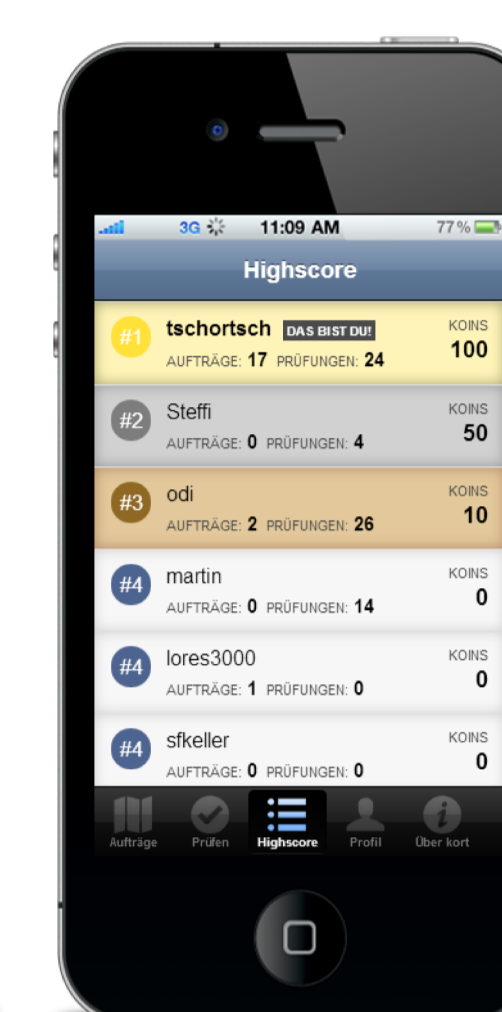 3G 11:09 AM 77%
Highscore
#1 tschortsch DAS BIST DU! KOINS
AUFTRÄGE: 17 PRÜFUNGEN: 24 100
#2 Steffi KOINS
AUFTRÄGE: 0 PRÜFUNGEN: 4 50
#3 odi KOINS
AUFTRÄGE: 2 PRÜFUNGEN: 26 10
#4 martin KOINS
AUFTRÄGE: 0 PRÜFUNGEN: 14 0
#4 lores3000 KOINS
AUFTRÄGE: 1 PRÜFUNGEN: 0 0
#4 sfkeller KOINS
AUFTRÄGE: 0 PRÜFUNGEN: 0 0
Aufträge Prüfen Highscore Profil Über kort